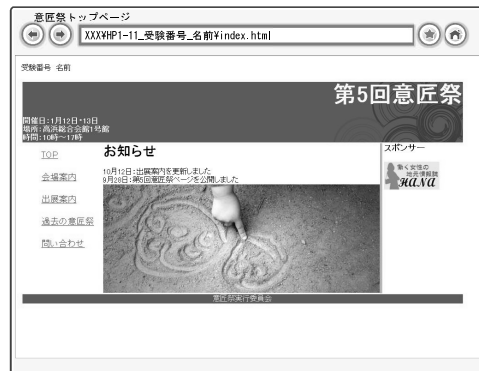 意匠祭トップページ
XXX¥HP1-11_受験番号_名前¥index.html
受験番号 名前
第5回意匠祭
開催日:1月12日・13日
場所:高浜総合会館1号館
時間:10時～17時
TOP
会場案内
出展案内
過去の意匠祭
問い合わせ
お知らせ
10月12日:出展案内を更新しました
9月28日:第5回意匠祭ページを公開しました
スポンサー
働く女性の
地元情報誌
HANA
意匠祭実行委員会